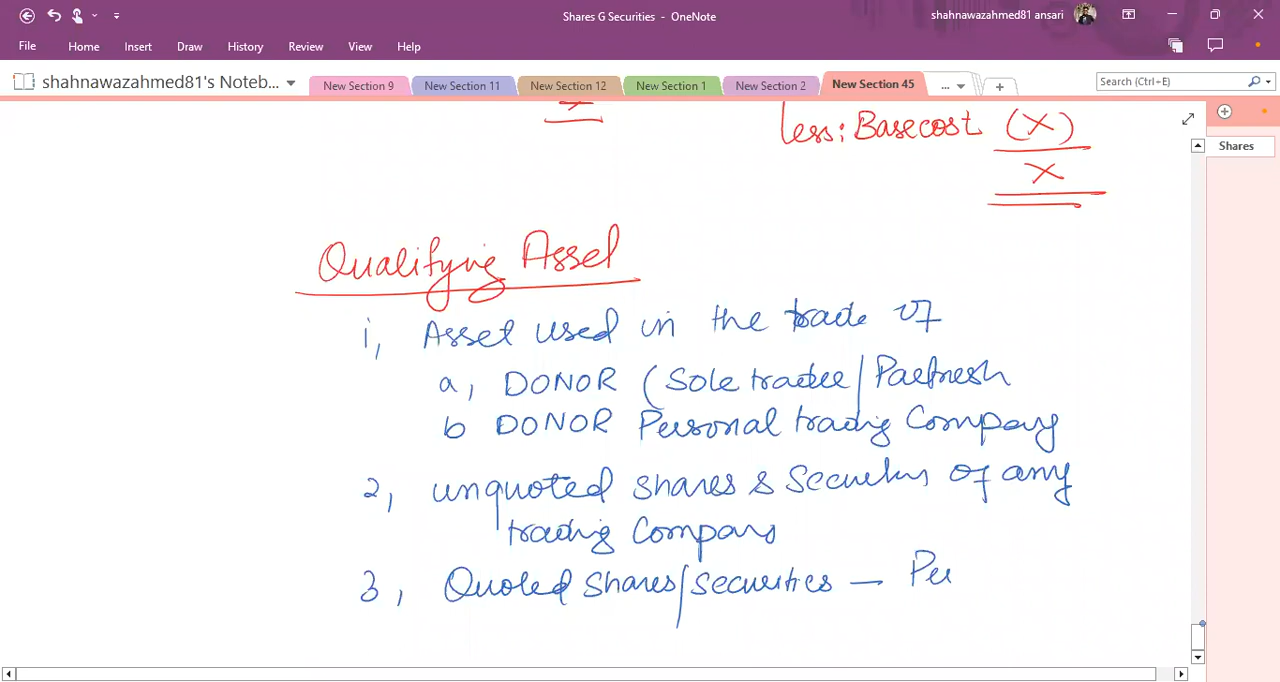 Shares G Securities - OneNote
shahnawazahmed81 ansari
File Home Insert Draw History Review View Help
shahnawazahmed81's Noteb... New Section 9 New Section 11 New Section 12 New Section 1 New Section 2 New Section 45 ... + Search (Ctrl+E)
Shares
x
less: Basecost (X)
X
Qualifying Asset
i, Asset used in the trade of
a, DONOR (Sole trader/Partnersh
b DONOR Personal trading Company
2, unquoted shares & Securities of any
trading Company
3, Quoted shares/securities — Pe